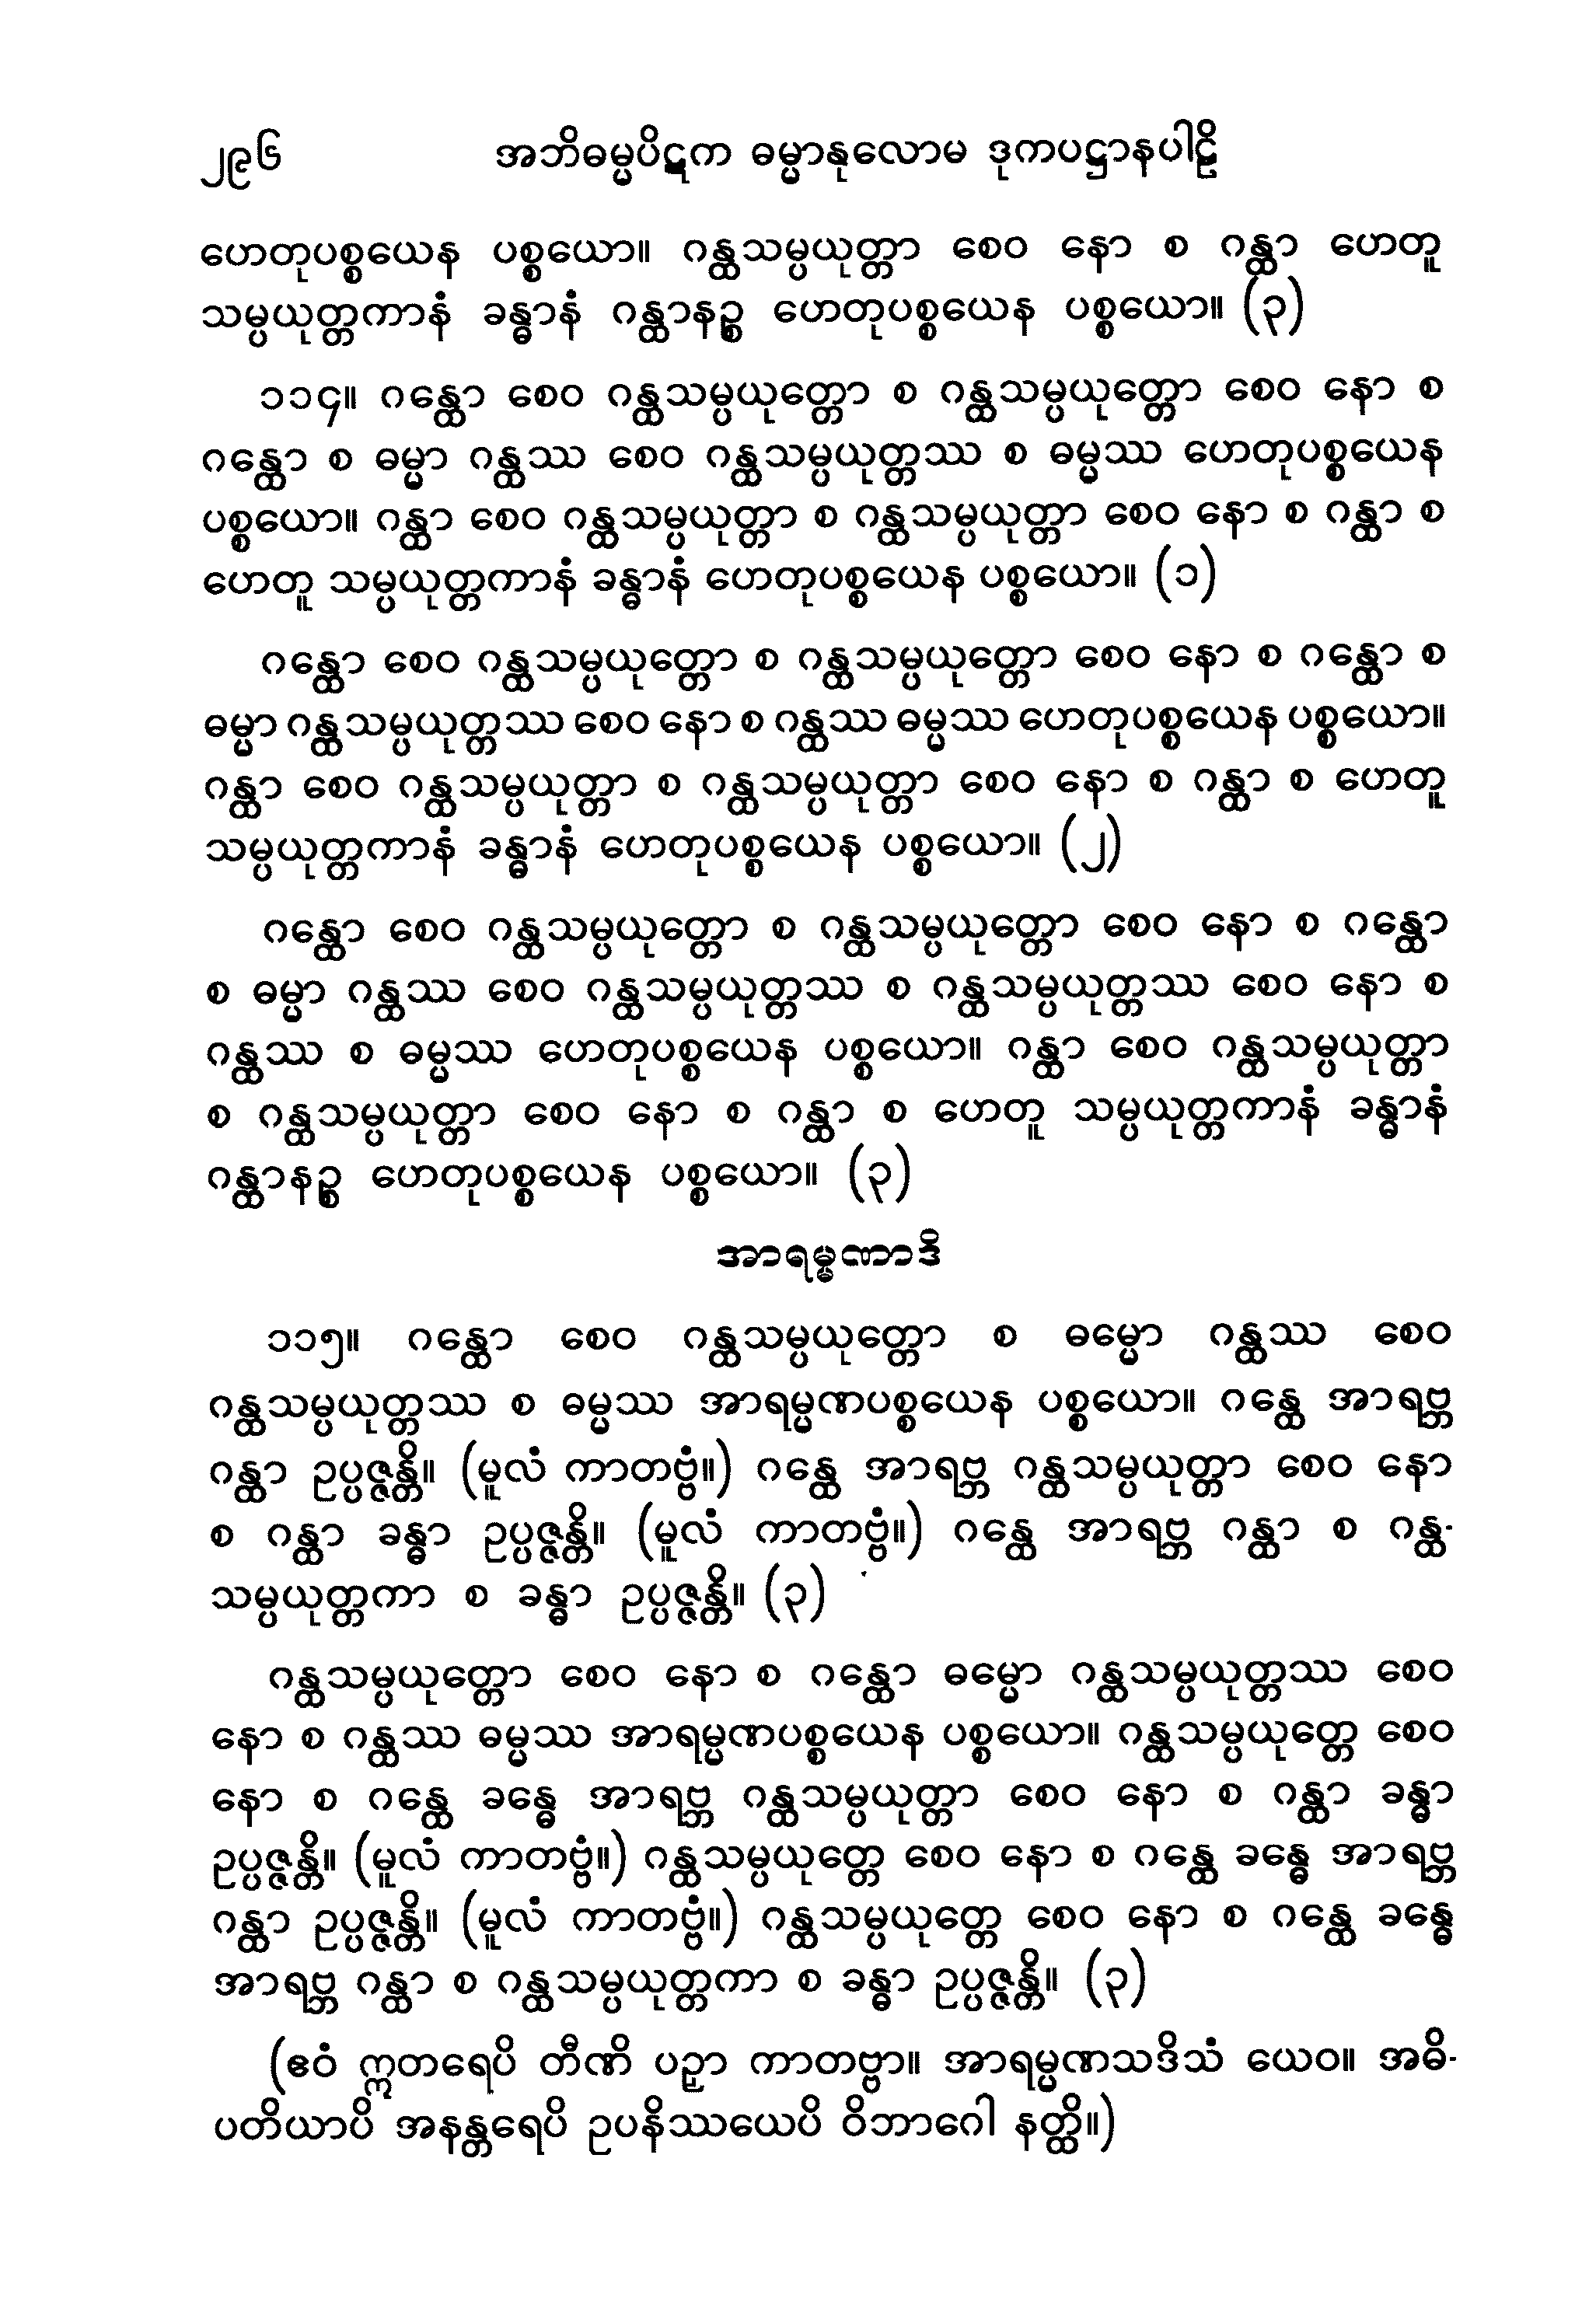 ၂၉၆ အဘိဓမ္မပိဋက ဓမ္မာနုလောမ ဒုကပဋ္ဌာနပါဠိ
ဟေတုပစ္စယေန ပစ္စယော။ ဂန္ထသမ္ပယုတ္တာ စေဝ နော စ ဂန္ထာ ဟေတူ
သမ္ပယုတ္တကာနံ ခန္ဓာနံ ဂန္ထာနဉ္စ ဟေတုပစ္စယေန ပစ္စယော။ (၃)
၁၁၄။ ဂန္ထော စေဝ ဂန္ထသမ္ပယုတ္တော စ ဂန္ထသမ္ပယုတ္တော စေဝ နော စ
ဂန္ထော စ ဓမ္မာ ဂန္ထဿ စေဝ ဂန္ထသမ္ပယုတ္တဿ စ ဓမ္မဿ ဟေတုပစ္စယေန
ပစ္စယော။ ဂန္ထာ စေဝ ဂန္ထသမ္ပယုတ္တာ စ ဂန္ထသမ္ပယုတ္တာ စေဝ နော စ ဂန္ထာ စ
ဟေတူ သမ္ပယုတ္တကာနံ ခန္ဓာနံ ဟေတုပစ္စယေန ပစ္စယော။ (၁)
ဂန္ထော စေဝ ဂန္ထသမ္ပယုတ္တော စ ဂန္ထသမ္ပယုတ္တော စေဝ နော စ ဂန္ထော စ
ဓမ္မာ ဂန္ထသမ္ပယုတ္တဿ စေဝ နော စ ဂန္ထဿ ဓမ္မဿ ဟေတုပစ္စယေန ပစ္စယော။
ဂန္ထာ စေဝ ဂန္ထသမ္ပယုတ္တာ စ ဂန္ထသမ္ပယုတ္တာ စေဝ နော စ ဂန္ထာ စ ဟေတူ
သမ္ပယုတ္တကာနံ ခန္ဓာနံ ဟေတုပစ္စယေန ပစ္စယော။ (၂)
ဂန္ထော စေဝ ဂန္ထသမ္ပယုတ္တော စ ဂန္ထသမ္ပယုတ္တော စေဝ နော စ ဂန္ထော
စ ဓမ္မာ ဂန္ထဿ စေဝ ဂန္ထသမ္ပယုတ္တဿ စ ဂန္ထသမ္ပယုတ္တဿ စေဝ နော စ
ဂန္ထဿ စ ဓမ္မဿ ဟေတုပစ္စယေန ပစ္စယော။ ဂန္ထာ စေဝ ဂန္ထသမ္ပယုတ္တာ
စ ဂန္ထသမ္ပယုတ္တာ စေဝ နော စ ဂန္ထာ စ ဟေတူ သမ္ပယုတ္တကာနံ ခန္ဓာနံ
ဂန္ထာနဉ္စ ဟေတုပစ္စယေန ပစ္စယော။ (၃)
အာရမ္မဏာဒိ
၁၁၅။ ဂန္ထော စေဝ ဂန္ထသမ္ပယုတ္တော စ ဓမ္မော ဂန္ထဿ စေဝ
ဂန္ထသမ္ပယုတ္တဿ စ ဓမ္မဿ အာရမ္မဏပစ္စယေန ပစ္စယော။ ဂန္ထေ အာရဗ္ဘ
ဂန္ထာ ဥပ္ပဇ္ဇန္တိ။ (မူလံ ကာတဗ္ဗံ။) ဂန္ထေ အာရဗ္ဘ ဂန္ထသမ္ပယုတ္တာ စေဝ နော
စ ဂန္ထာ ခန္ဓာ ဥပ္ပဇ္ဇန္တိ။ (မူလံ ကာတဗ္ဗံ။) ဂန္ထေ အာရဗ္ဘ ဂန္ထာ စ ဂန္ထ-
သမ္ပယုတ္တကာ စ ခန္ဓာ ဥပ္ပဇ္ဇန္တိ။ (၃)
ဂန္ထသမ္ပယုတ္တော စေဝ နော စ ဂန္ထော ဓမ္မော ဂန္ထသမ္ပယုတ္တဿ စေဝ
နော စ ဂန္ထဿ ဓမ္မဿ အာရမ္မဏပစ္စယေန ပစ္စယော။ ဂန္ထသမ္ပယုတ္တေ စေဝ
နော စ ဂန္ထေ ခန္ဓေ အာရဗ္ဘ ဂန္ထသမ္ပယုတ္တာ စေဝ နော စ ဂန္ထာ ခန္ဓာ
ဥပ္ပဇ္ဇန္တိ။ (မူလံ ကာတဗ္ဗံ။) ဂန္ထသမ္ပယုတ္တေ စေဝ နော စ ဂန္ထေ ခန္ဓေ အာရဗ္ဘ
ဂန္ထာ ဥပ္ပဇ္ဇန္တိ။ (မူလံ ကာတဗ္ဗံ။) ဂန္ထသမ္ပယုတ္တေ စေဝ နော စ ဂန္ထေ ခန္ဓေ
အာရဗ္ဘ ဂန္ထာ စ ဂန္ထသမ္ပယုတ္တကာ စ ခန္ဓာ ဥပ္ပဇ္ဇန္တိ။ (၃)
(ဧဝံ ဣတရေပိ တီဏိ ပဉှာ ကာတဗ္ဗာ။ အာရမ္မဏသဒိသံ ယေဝ။ အဓိ-
ပတိယာပိ အနန္တရေပိ ဥပနိဿယေပိ ဝိဘာဂေါ နတ္ထိ။)